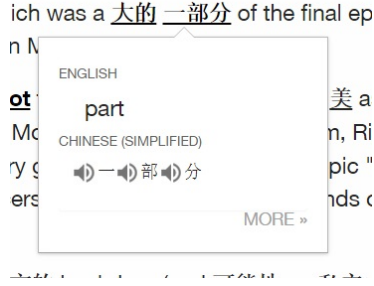 ich was a 大的 一部分 of the final ep
n M
ENGLISH
ot
part
美 a
Mo
CHINESE (SIMPLIFIED)
n, Ri
ry g
一 部 分
pic "
ers
nds o
MORE »